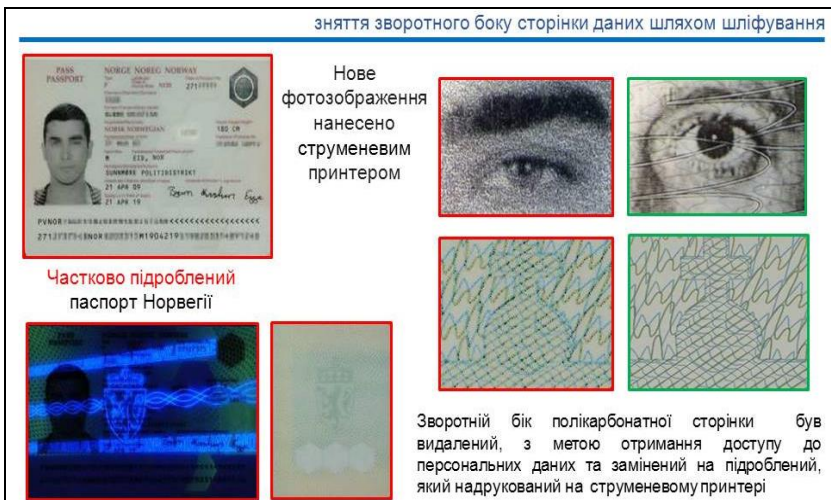 зняття зворотного боку сторінки даних шляхом шліфування
PASS
PASSPORT
NORGE NOREG NORWAY
Нове
фотозображення
нанесено
струменевим
принтером
NORSK NORWEGIAN
180 CM
M EID, NOR
SUNNMØRE POLITIDISTRIKT
21 APR 09
21 APR 19
Частково підроблений
паспорт Норвегії
Зворотній бік полікарбонатної сторінки був
видалений, з метою отримання доступу до
персональних даних та замінений на підроблений,
який надрукований на струменевому принтері